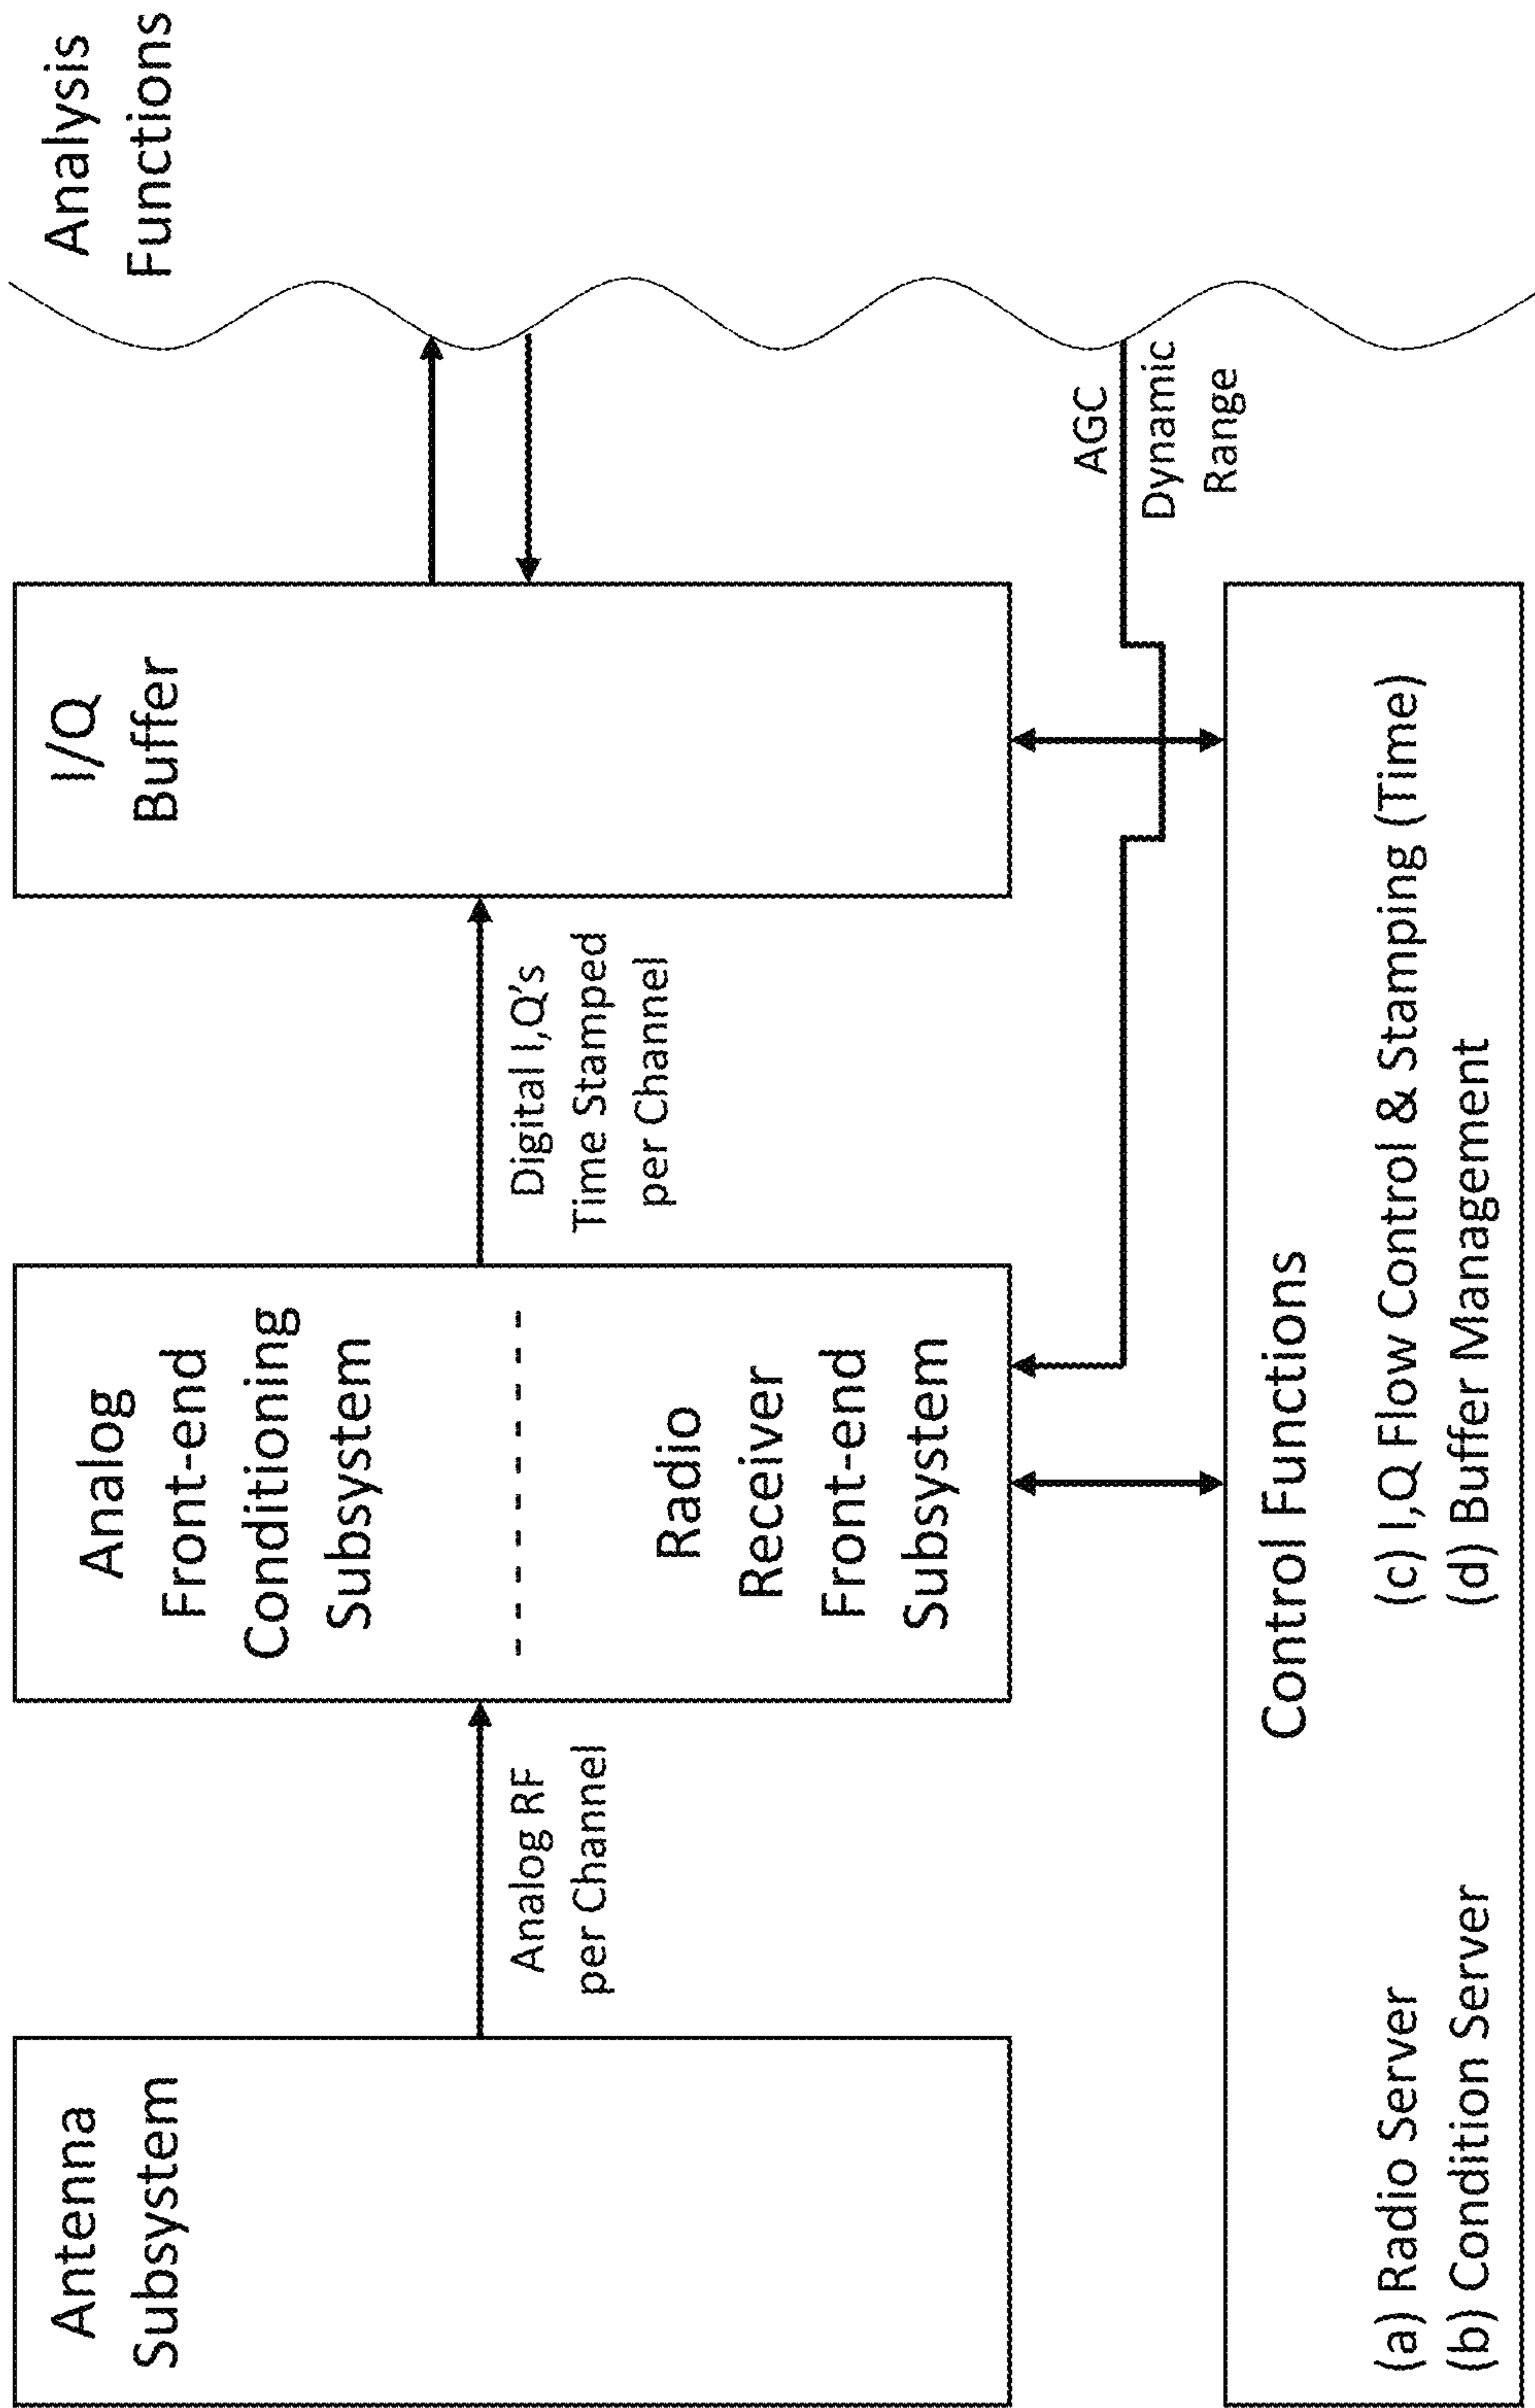 Antenna
Subsystem
Analog RF
per Channel
Analog
Front-end
Conditioning
Subsystem
Radio
Receiver
Front-end
Subsystem
Digital I,Q's
Time Stamped
per Channel
I/Q
Buffer
Analysis
Functions
AGC
Dynamic
Range
Control Functions
(a) Radio Server
(b) Condition Server
(c) I,Q Flow Control & Stamping (Time)
(d) Buffer Management